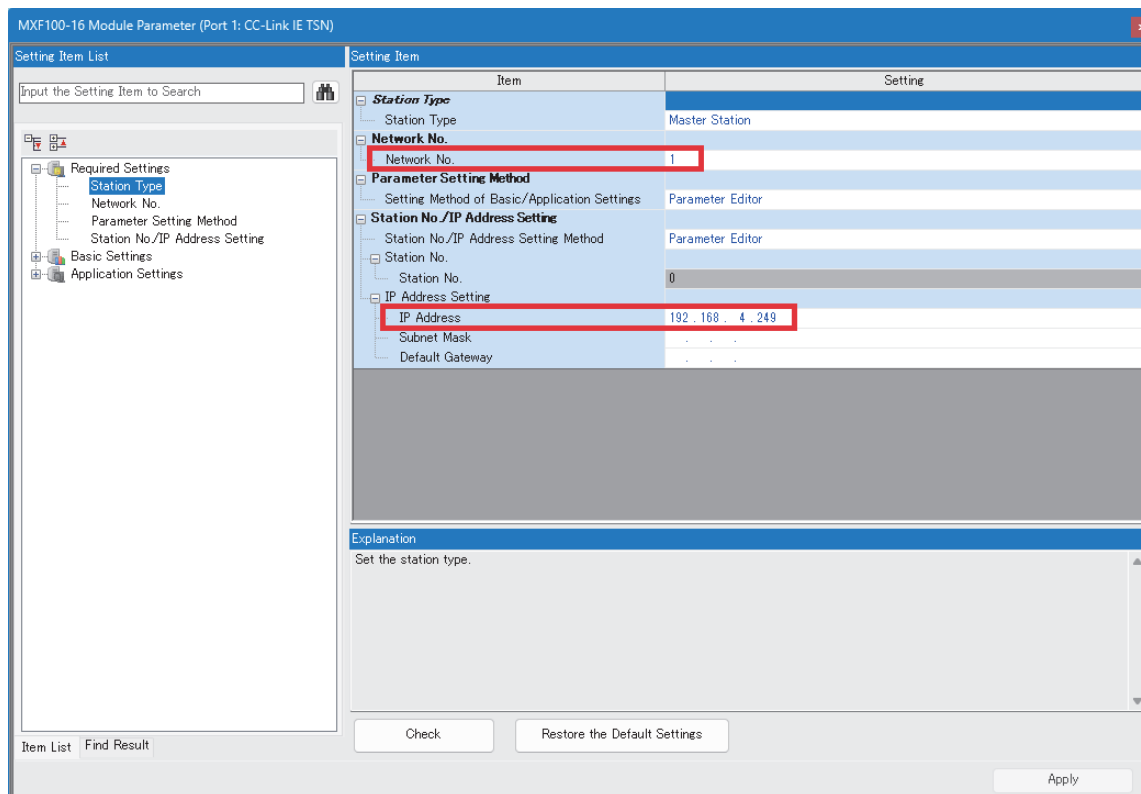 MXF100-16 Module Parameter (Port 1: CC-Link IE TSN)
Setting Item List
Input the Setting Item to Search
Required Settings
Station Type
Network No.
Parameter Setting Method
Station No./IP Address Setting
Basic Settings
Application Settings
Item List Find Result
Setting Item
Item Setting
Station Type
Station Type Master Station
Network No.
Network No. 1
Parameter Setting Method
Setting Method of Basic/Application Settings Parameter Editor
Station No./IP Address Setting
Station No./IP Address Setting Method Parameter Editor
Station No.
Station No. 0
IP Address Setting
IP Address 192 . 168 . 4 . 249
Subnet Mask . . .
Default Gateway . . .
Explanation
Set the station type.
Check Restore the Default Settings
Apply